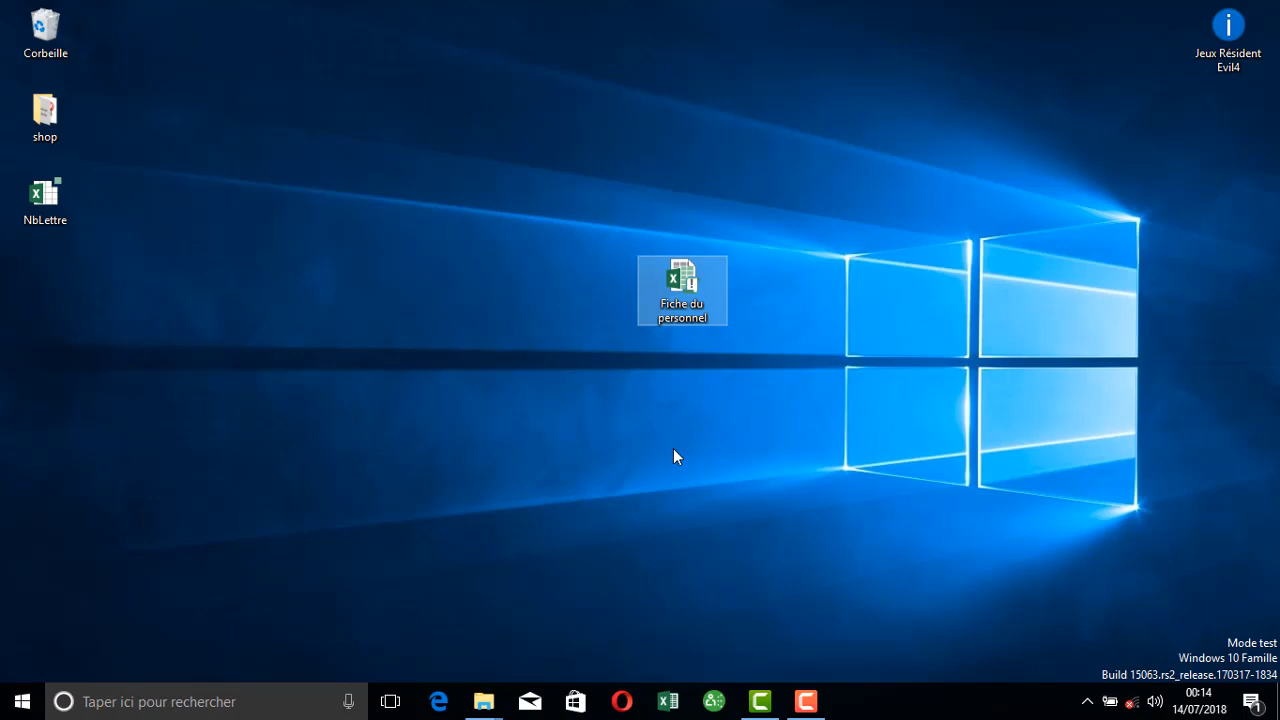 Corbeille
shop
NbLettre
Fiche du
personnel
Jeux Résident
Evil4
Mode test
Windows 10 Famille
Build 15063.rs2_release.170317-1834
Taper ici pour rechercher
00:14
14/07/2018
1